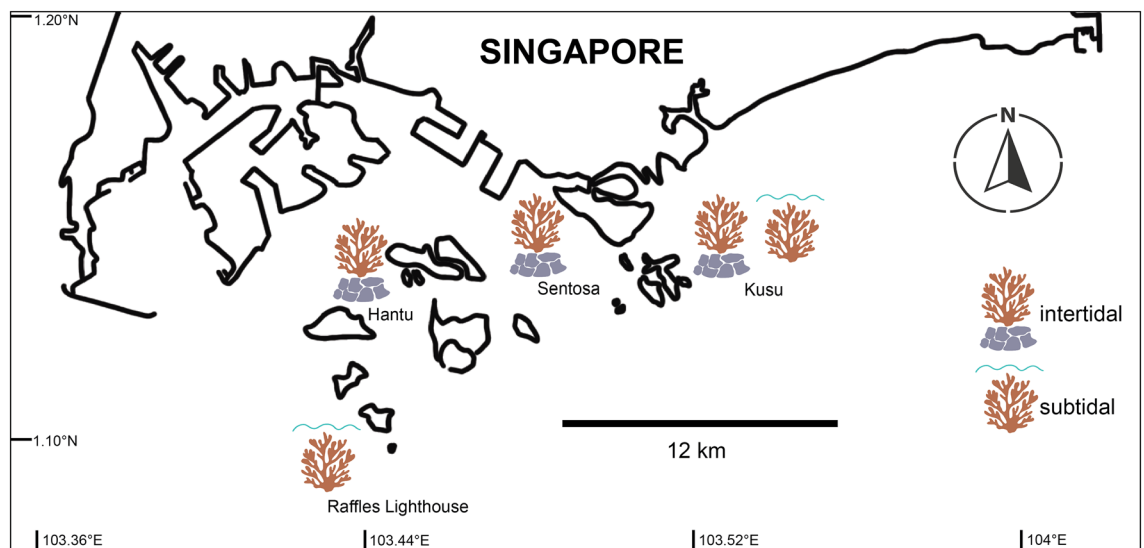 1.20°N
SINGAPORE
N
Sentosa
Kusu
Hantu
intertidal
subtidal
1.10°N
12 km
Raffles Lighthouse
103.36°E
103.44°E
103.52°E
104°E